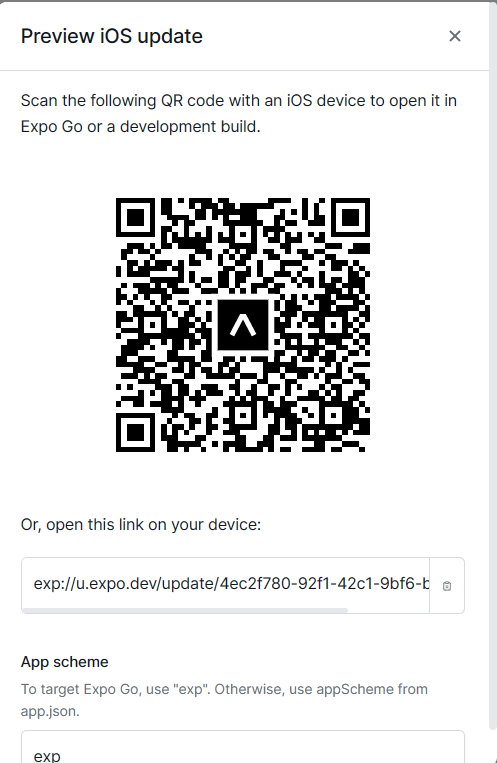 Preview iOS update
Scan the following QR code with an iOS device to open it in
Expo Go or a development build.
Or, open this link on your device:
exp://u.expo.dev/update/4ec2f780-92f1-42c1-9bf6-b
App scheme
To target Expo Go, use "exp". Otherwise, use appScheme from
app.json.
exp